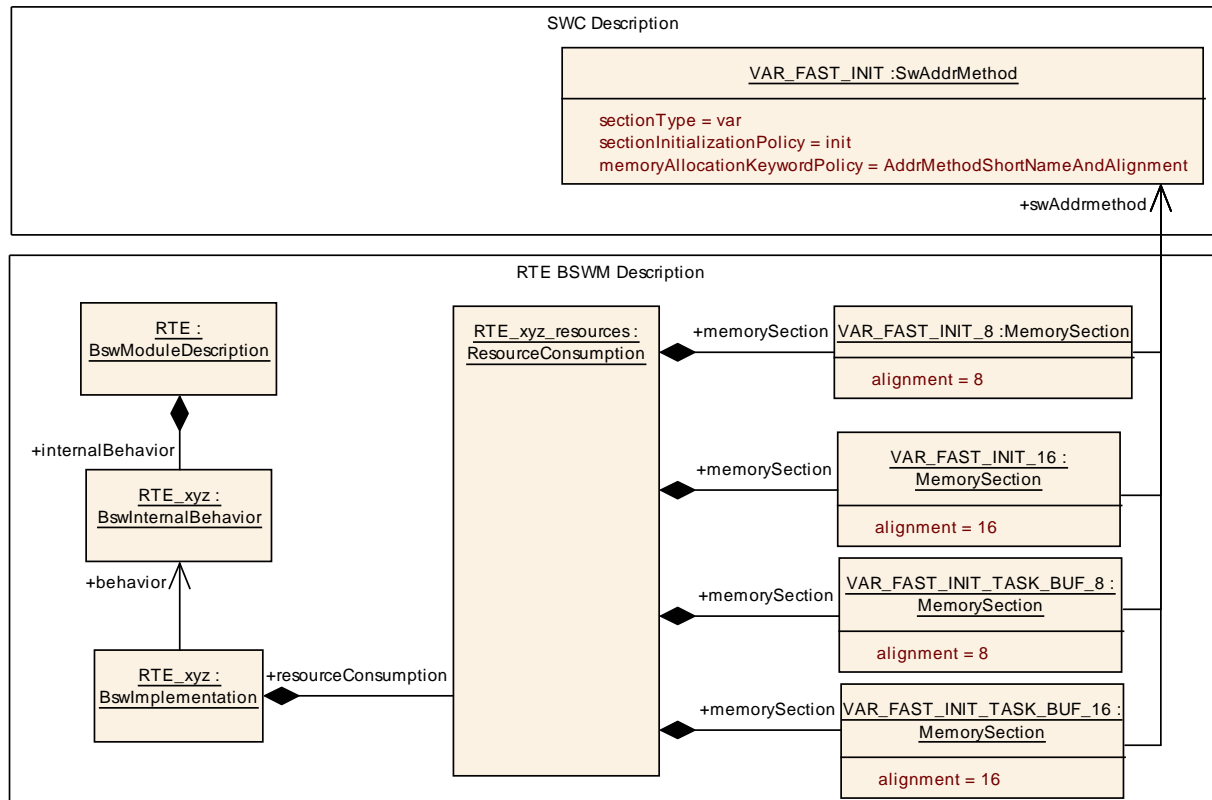 SWC Description
VAR_FAST_INIT :SwAddrMethod
sectionType = var
sectionInitializationPolicy = init
memoryAllocationKeywordPolicy = AddrMethodShortNameAndAlignment
+swAddrmethod
RTE BSWM Description
RTE :
BswModuleDescription
+internalBehavior
RTE_xyz :
BswInternalBehavior
+behavior
RTE_xyz :
BswImplementation
+resourceConsumption
RTE_xyz_resources :
ResourceConsumption
+memorySection
VAR_FAST_INIT_8 :MemorySection
alignment = 8
+memorySection
VAR_FAST_INIT_16 :
MemorySection
alignment = 16
+memorySection
VAR_FAST_INIT_TASK_BUF_8 :
MemorySection
alignment = 8
+memorySection
VAR_FAST_INIT_TASK_BUF_16 :
MemorySection
alignment = 16